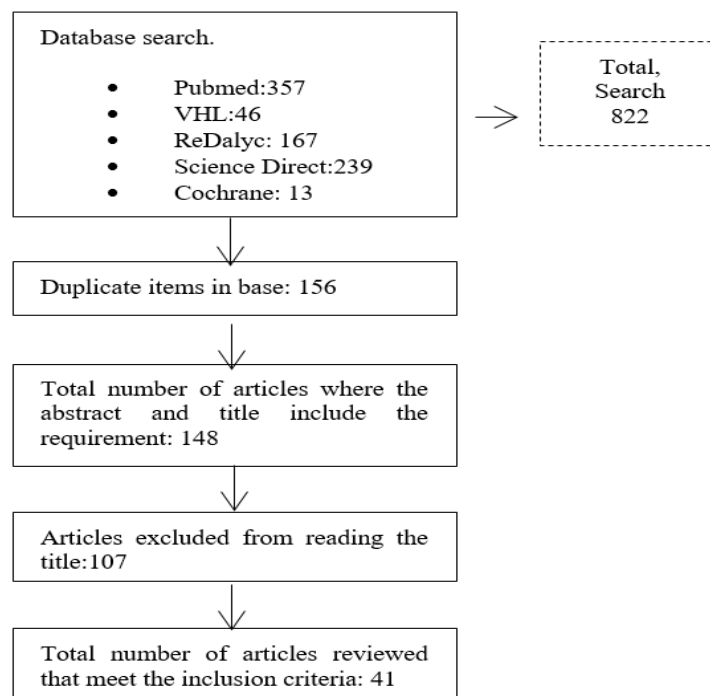 Database search.
• Pubmed:357
• VHL:46
• ReDalyc: 167
• Science Direct:239
• Cochrane: 13
Total,
Search
822
Duplicate items in base: 156
Total number of articles where the
abstract and title include the
requirement: 148
Articles excluded from reading the
title:107
Total number of articles reviewed
that meet the inclusion criteria: 41